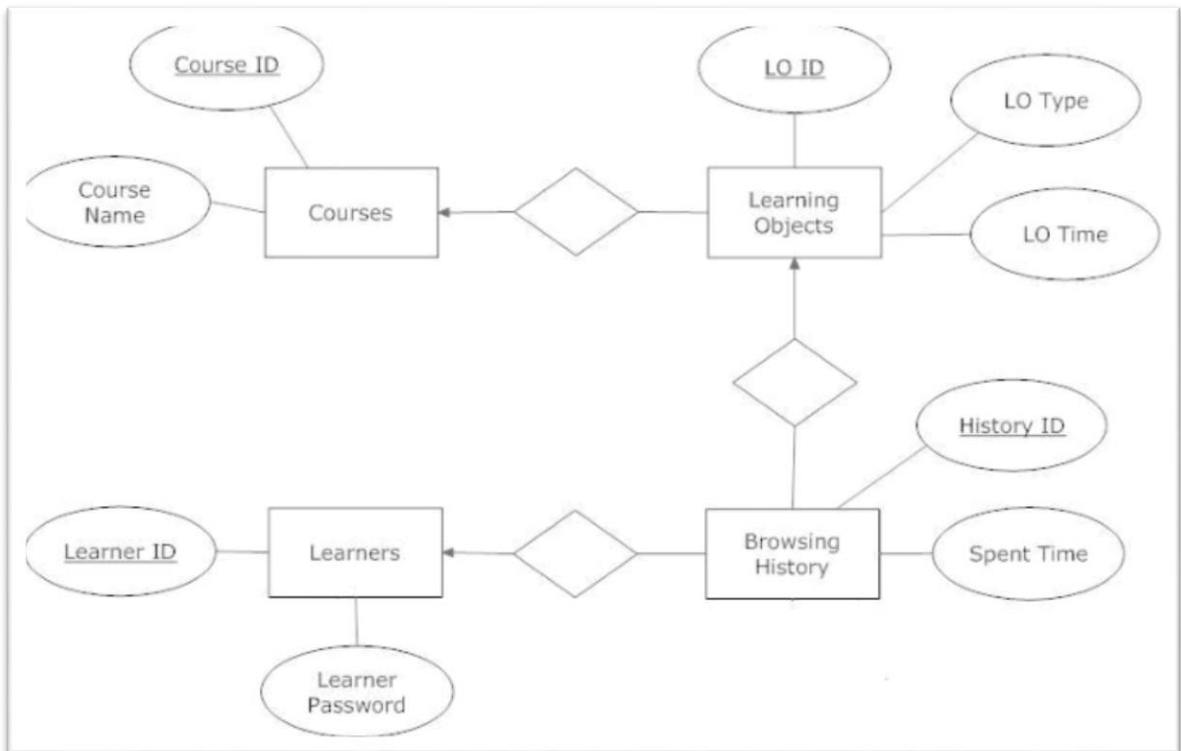 Course ID
LO ID
LO Type
Course
Name
Courses
Learning
Objects
LO Time
History ID
Learner ID
Learners
Browsing
History
Spent Time
Learner
Password